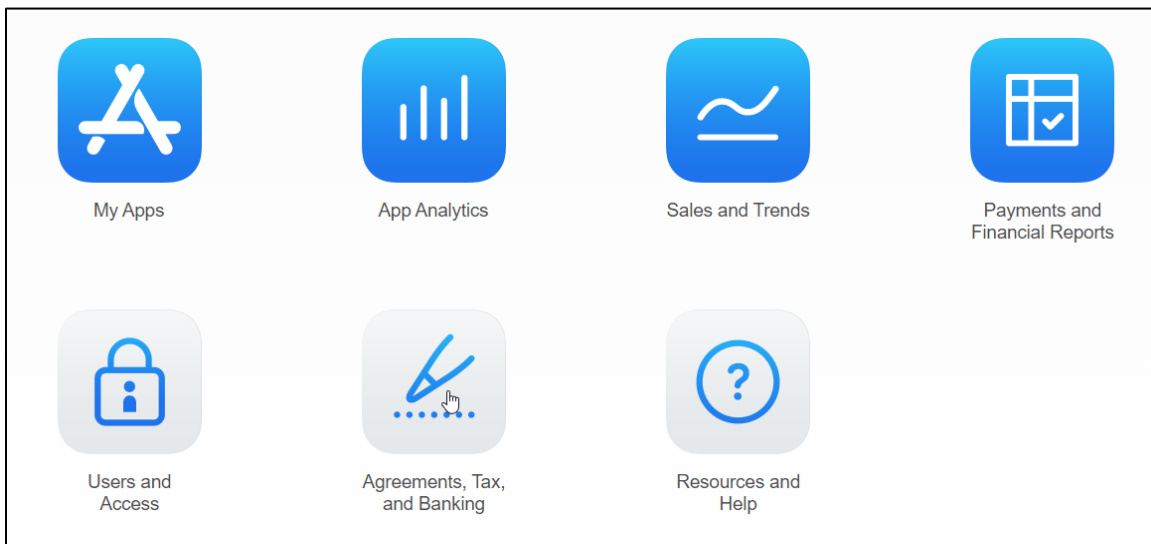 My Apps
App Analytics
Sales and Trends
Payments and
Financial Reports
Users and
Access
Agreements, Tax,
and Banking
?
Resources and
Help